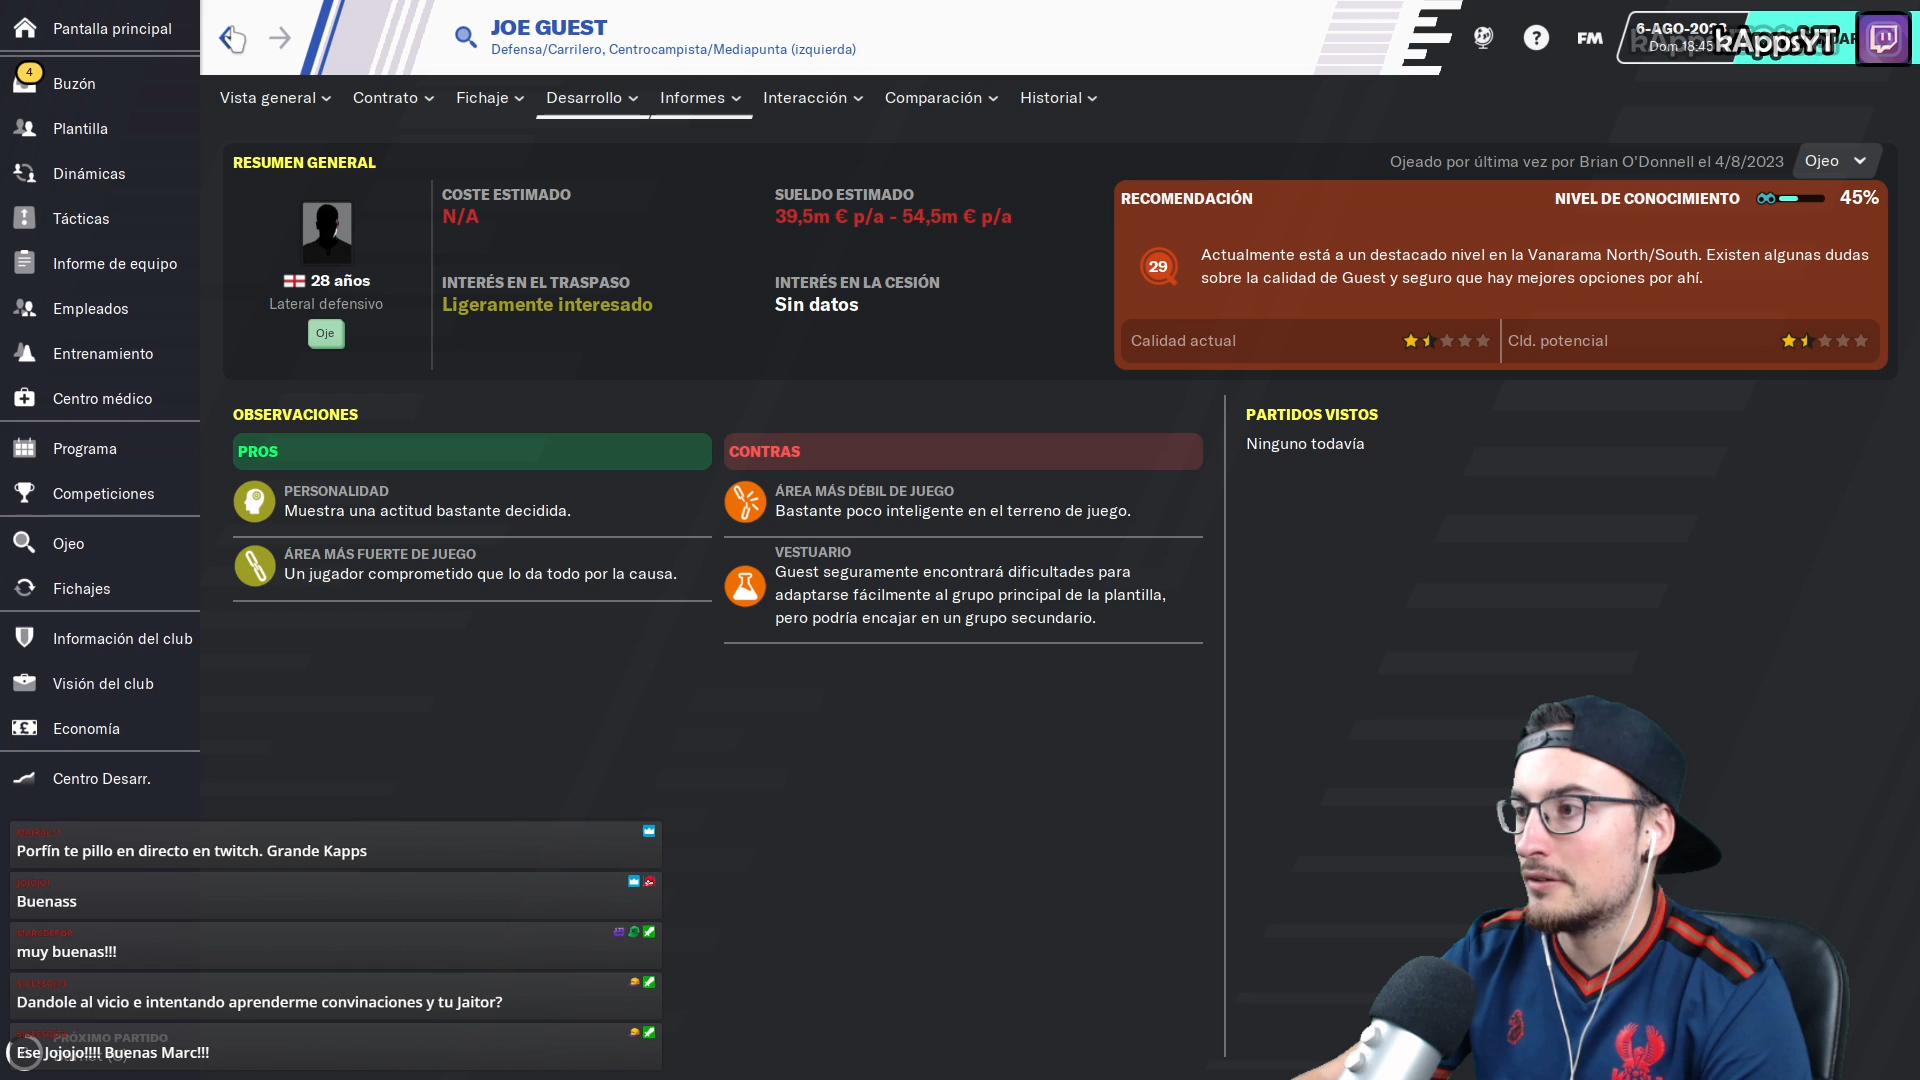 Pantalla principal
4
Buzón
Plantilla
Dinámicas
Tácticas
Informe de equipo
Empleados
Entrenamiento
Centro médico
Programa
Competiciones
Ojeo
Fichajes
Información del club
Visión del club
Economía
Centro Desarr.
JOE GUEST
Defensa/Carrilero, Centrocampista/Mediapunta (izquierda)
FM
Dom 18:45
kAppsYT
Vista general
Contrato
Fichaje
Desarrollo
Informes
Interacción
Comparación
Historial
RESUMEN GENERAL
Ojeado por última vez por Brian O'Donnell el 4/8/2023
Ojeo
28 años
Lateral defensivo
Oje
COSTE ESTIMADO
N/A
SUELDO ESTIMADO
39,5m € p/a - 54,5m € p/a
INTERÉS EN EL TRASPASO
Ligeramente interesado
INTERÉS EN LA CESIÓN
Sin datos
RECOMENDACIÓN
NIVEL DE CONOCIMIENTO
45%
29
Actualmente está a un destacado nivel en la Vanarama North/South. Existen algunas dudas
sobre la calidad de Guest y seguro que hay mejores opciones por ahí.
Calidad actual
Cld. potencial
OBSERVACIONES
PROS
PERSONALIDAD
Muestra una actitud bastante decidida.
ÁREA MÁS FUERTE DE JUEGO
Un jugador comprometido que lo da todo por la causa.
CONTRAS
ÁREA MÁS DÉBIL DE JUEGO
Bastante poco inteligente en el terreno de juego.
VESTUARIO
Guest seguramente encontrará dificultades para
adaptarse fácilmente al grupo principal de la plantilla,
pero podría encajar en un grupo secundario.
PARTIDOS VISTOS
Ninguno todavía
Porfín te pillo en directo en twitch. Grande Kapps
Buenass
muy buenas!!!
Dandole al vicio e intentando aprenderme convinaciones y tu Jaitor?
PRÓXIMO PARTIDO
Ese Jojojo!!!! Buenas Marc!!!